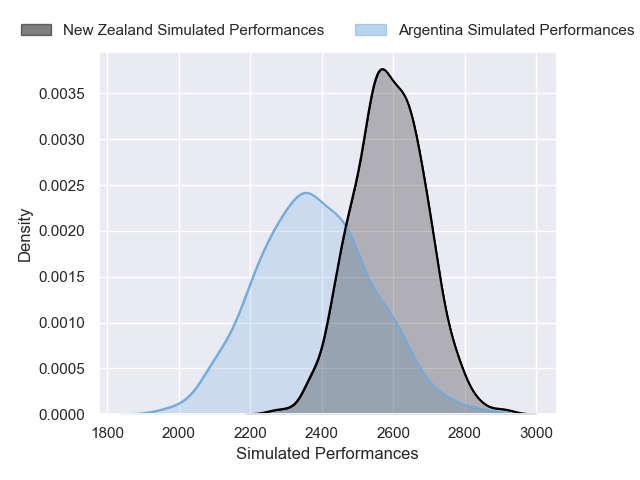 New Zealand Simulated Performances
Argentina Simulated Performances
0.0035
0.0030
0.0025
0.0020
0.0015
0.0010
0.0005
0.0000
Density
1800 2000 2200 2400 2600 2800 3000
Simulated Performances